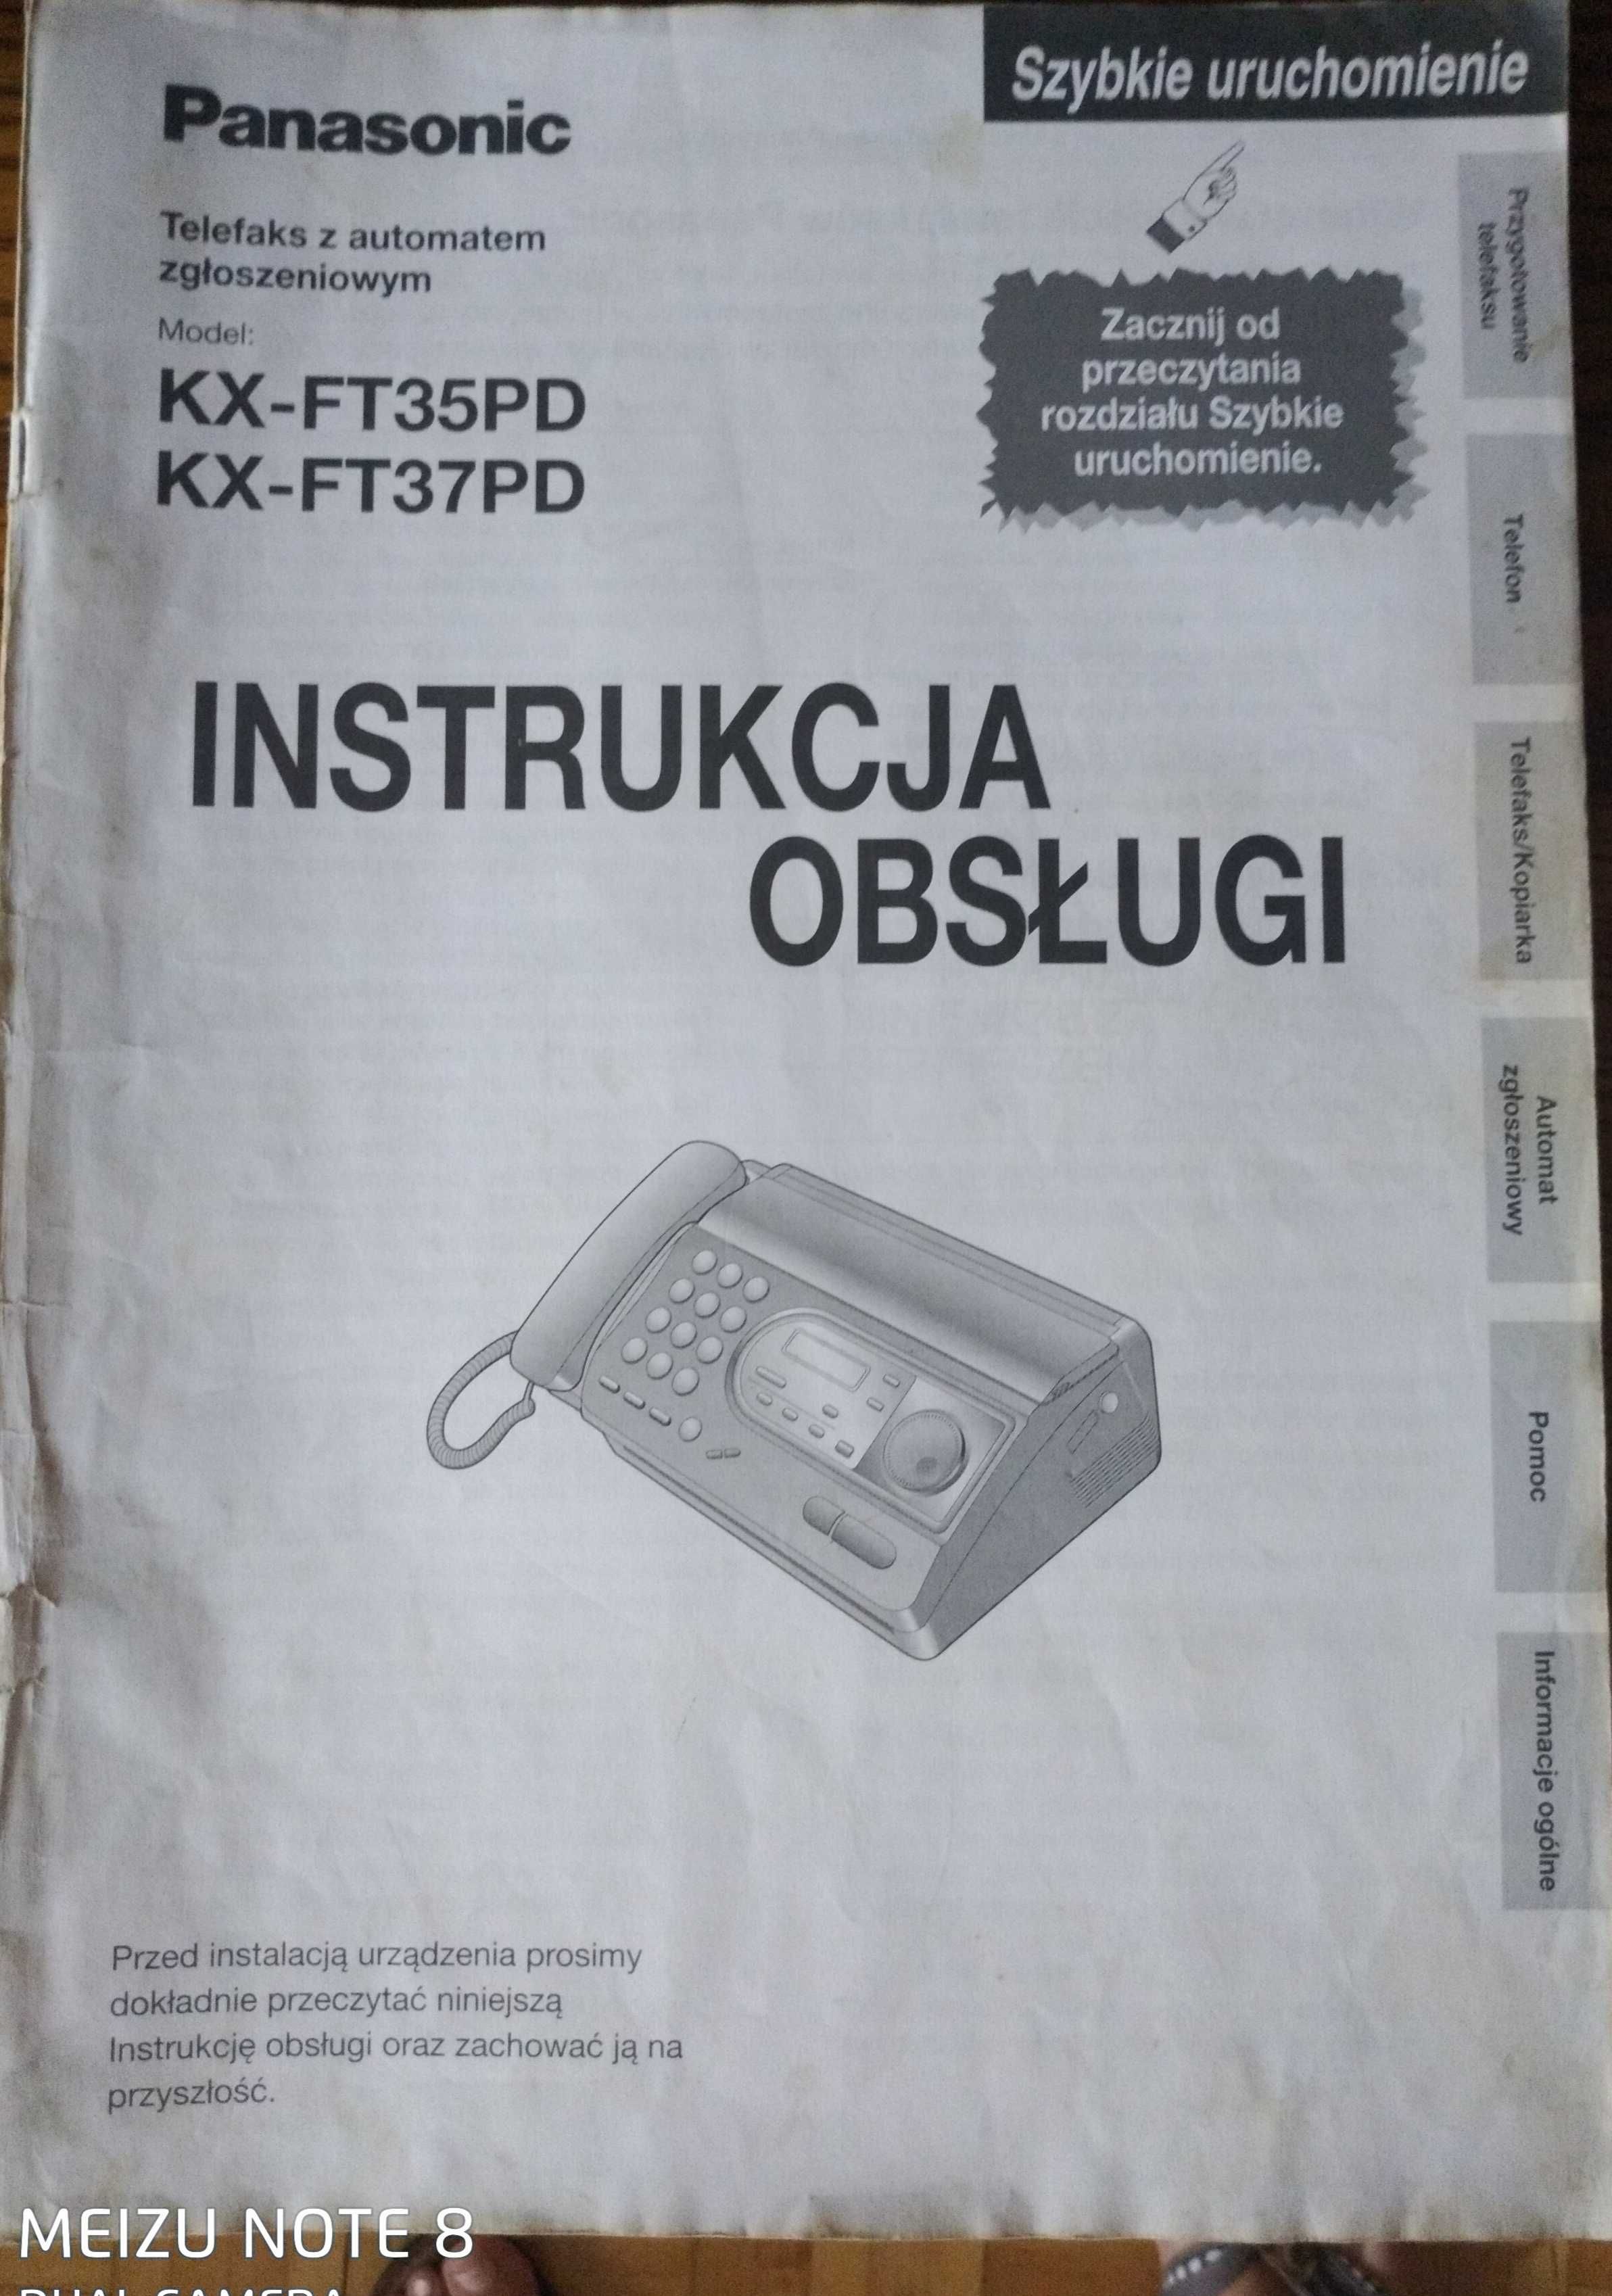 Szybkie uruchomienie
Panasonic
Telefaks z automatem
zgłoszeniowym
Model:
KX-FT35PD
KX-FT37PD
Zacznij od
przeczytania
rozdziału Szybkie
uruchomienie.
INSTRUKCJA
OBSŁUGI
Przygotowanie
telefaksu
Telefon
Telefaks/Kopiarka
Automat
zgłoszeniowy
Pomoc
Informacje ogólne
Przed instalacją urządzenia prosimy
dokładnie przeczytać niniejszą
Instrukcję obsługi oraz zachować ją na
przyszłość.
MEIZU NOTE 8
DUAL CAMERA